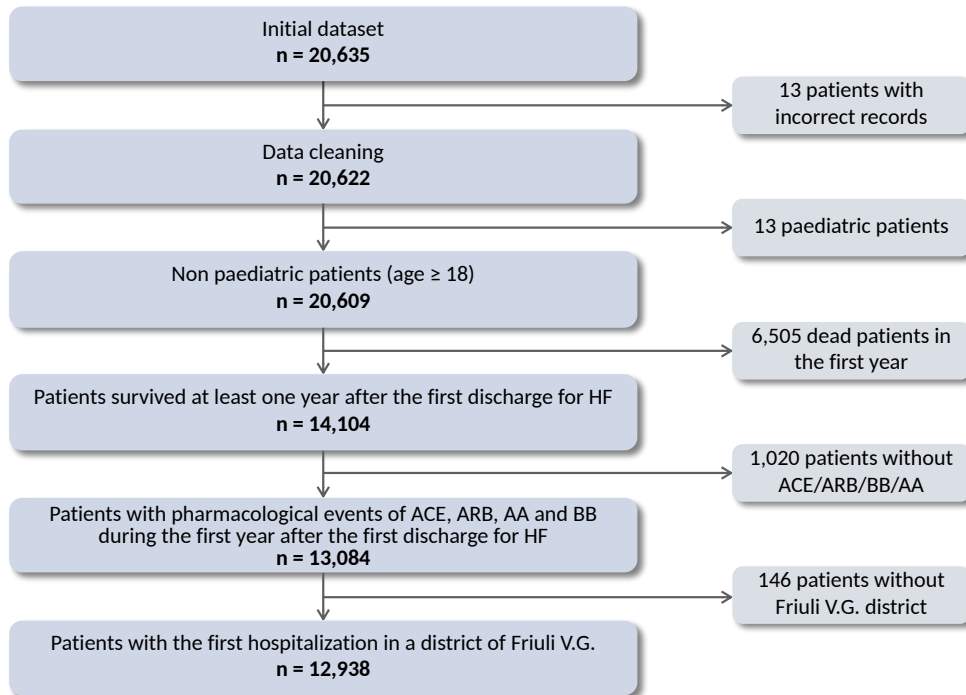 Initial dataset
n = 20,635
13 patients with
incorrect records
Data cleaning
n = 20,622
13 paediatric patients
Non paediatric patients (age ≥ 18)
n = 20,609
6,505 dead patients in
the first year
Patients survived at least one year after the first discharge for HF
n = 14,104
1,020 patients without
ACE/ARB/BB/AA
Patients with pharmacological events of ACE, ARB, AA and BB
during the first year after the first discharge for HF
n = 13,084
146 patients without
Friuli V.G. district
Patients with the first hospitalization in a district of Friuli V.G.
n = 12,938